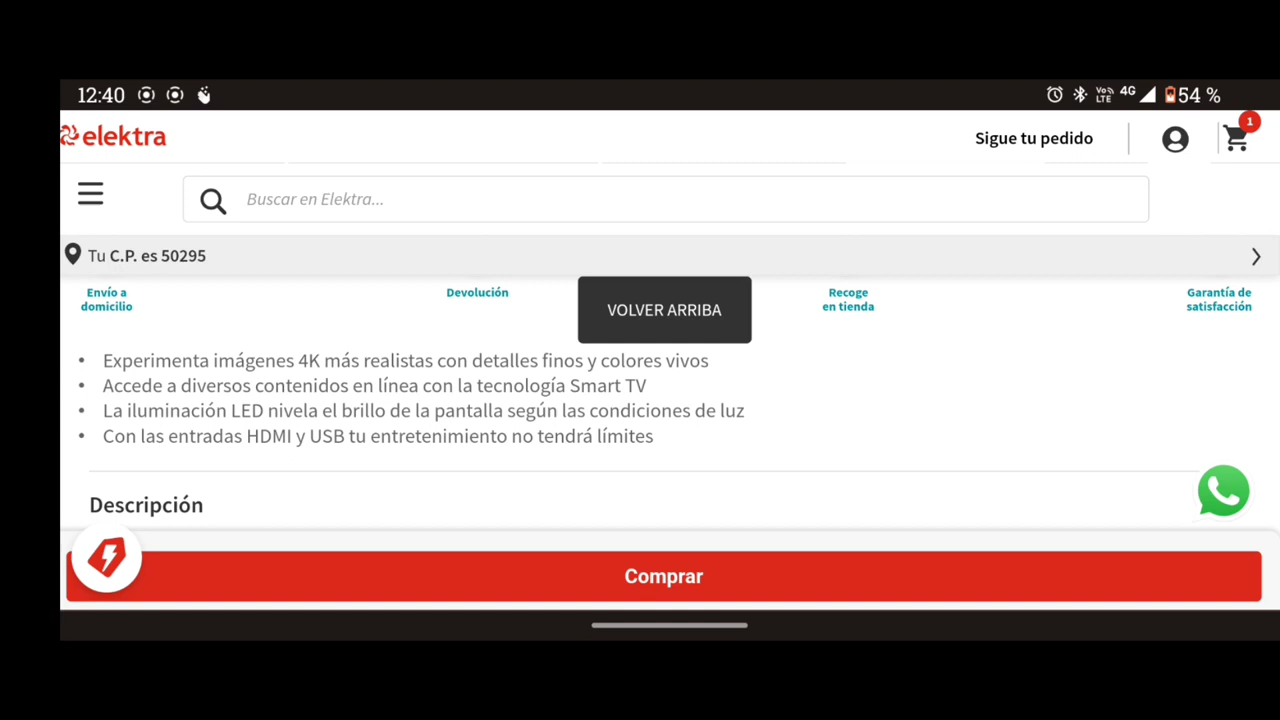 12:40 Vo)) LTE 4G 54 %
elektra Sigue tu pedido 1
Buscar en Elektra...
Tu C.P. es 50295
Envío a
domicilio
Devolución
VOLVER ARRIBA
Recoge
en tienda
Garantía de
satisfacción
• Experimenta imágenes 4K más realistas con detalles finos y colores vivos
• Accede a diversos contenidos en línea con la tecnología Smart TV
• La iluminación LED nivela el brillo de la pantalla según las condiciones de luz
• Con las entradas HDMI y USB tu entretenimiento no tendrá límites
Descripción
Comprar